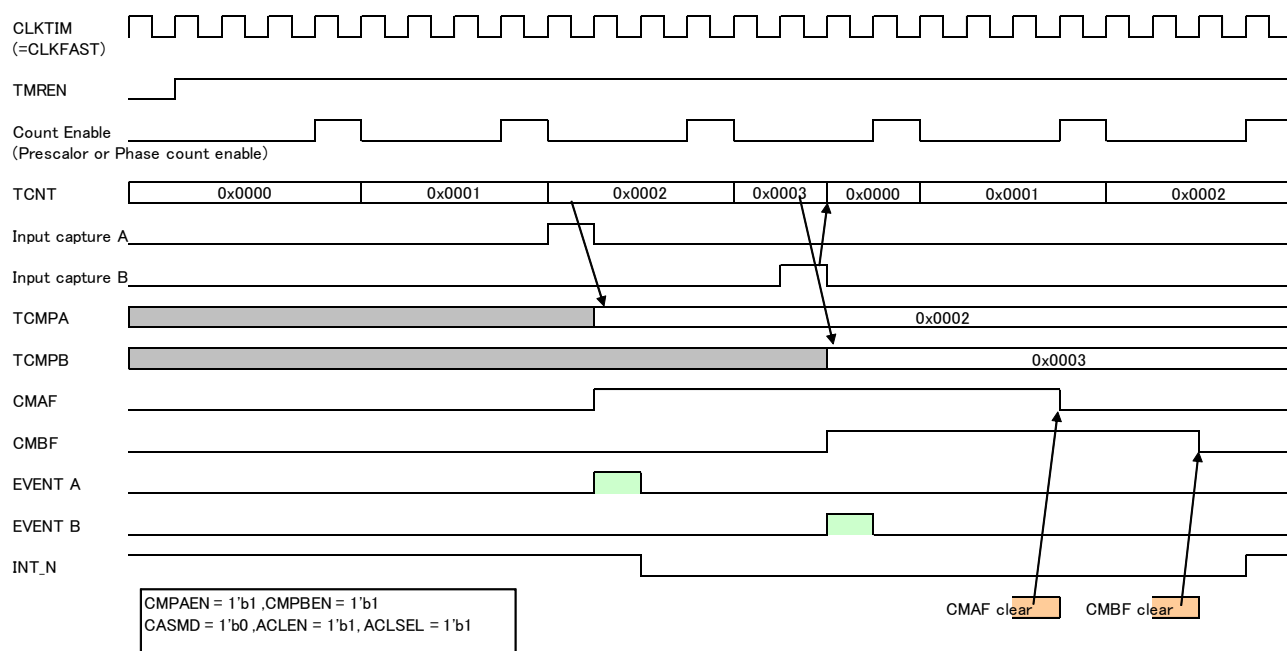 CLKTIM
(=CLKFAST)
TMREN
Count Enable
(Prescalor or Phase count enable)
TCNT 0x0000 0x0001 0x0002 0x0003 0x0000 0x0001 0x0002
Input capture A
Input capture B
TCMPA 0x0002
TCMPB 0x0003
CMAF
CMBF
EVENT A
EVENT B
INT_N
CMPAEN = 1'b1 ,CMPBEN = 1'b1
CMAF clear CMBF clear
CASMD = 1'b0 ,ACLEN = 1'b1, ACLSEL = 1'b1